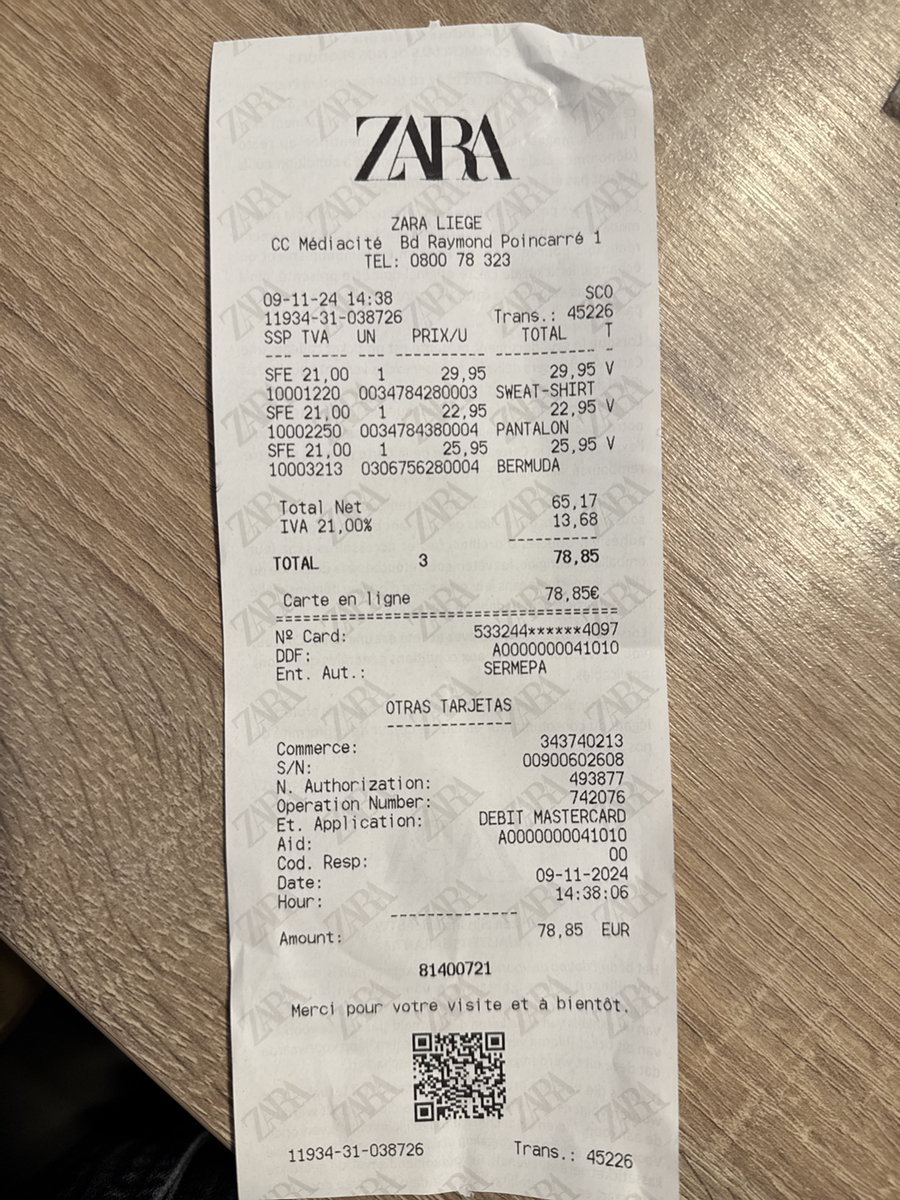 ZARA
ZARA LIEGE
CC Médiacité Bd Raymond Poincarré 1
TEL: 0800 78 323
09-11-24 14:38 SCO
11934-31-038726 Trans.: 45226
SSP TVA UN PRIX/U TOTAL T
--- ---- --- -------- ----------- -
SFE 21,00 1 29,95 29,95 V
10001220 0034784280003 SWEAT-SHIRT
SFE 21,00 1 22,95 22,95 V
10002250 0034784380004 PANTALON
SFE 21,00 1 25,95 25,95 V
10003213 0306756280004 BERMUDA
Total Net 65,17
IVA 21,00% 13,68
----------
TOTAL 3 78,85
Carte en ligne 78,85€
======================================
Nº Card: 533244******4097
DDF: A0000000041010
Ent. Aut.: SERMEPA
OTRAS TARJETAS
--------------
Commerce: 343740213
S/N: 00900602608
N. Authorization: 493877
Operation Number: 742076
Et. Application: DEBIT MASTERCARD
Aid: A0000000041010
Cod. Resp: 00
Date: 09-11-2024
Hour: 14:38:06
--------------
Amount: 78,85 EUR
81400721
Merci pour votre visite et à bientôt.
11934-31-038726 Trans.: 45226